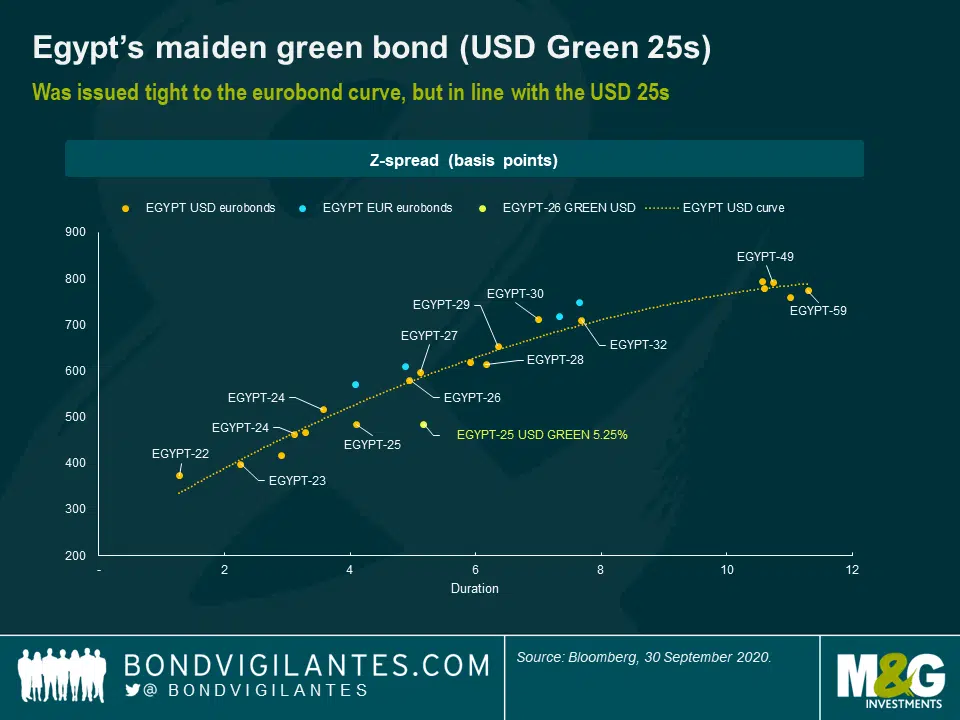 Egypt’s maiden green bond (USD Green 25s)
Was issued tight to the eurobond curve, but in line with the USD 25s
Z-spread (basis points)
EGYPT USD eurobonds
EGYPT EUR eurobonds
EGYPT-26 GREEN USD
EGYPT USD curve
900
800
700
600
500
400
300
200
EGYPT-49
EGYPT-30
EGYPT-29
EGYPT-59
EGYPT-27
EGYPT-32
EGYPT-28
EGYPT-24
EGYPT-26
EGYPT-24
EGYPT-25
EGYPT-25 USD GREEN 5.25%
EGYPT-22
EGYPT-23
- 2 4 6 8 10 12
Duration
BONDVIGILANTES.COM
@BONDVIGILANTES
Source: Bloomberg, 30 September 2020.
M&G
INVESTMENTS